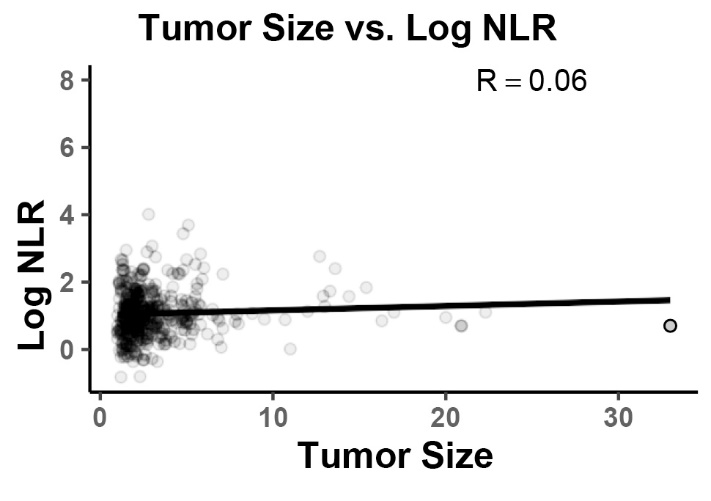 Tumor Size vs. Log NLR
R = 0.06
8
6
4
2
0
Log NLR
0 10 20 30
Tumor Size